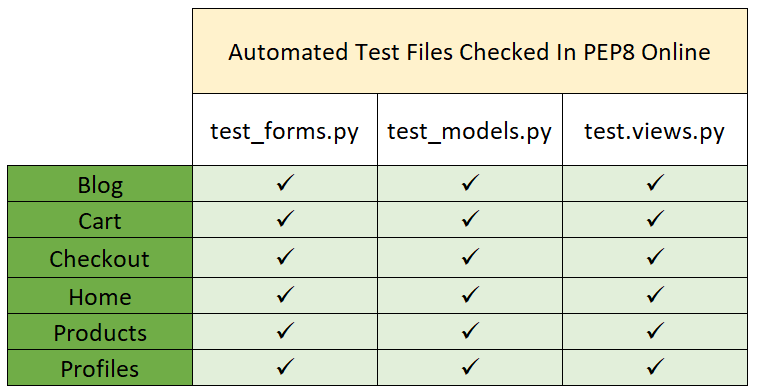 Automated Test Files Checked In PEP8 Online
test_forms.py test_models.py test.views.py
Blog ✓ ✓ ✓
Cart ✓ ✓ ✓
Checkout ✓ ✓ ✓
Home ✓ ✓ ✓
Products ✓ ✓ ✓
Profiles ✓ ✓ ✓